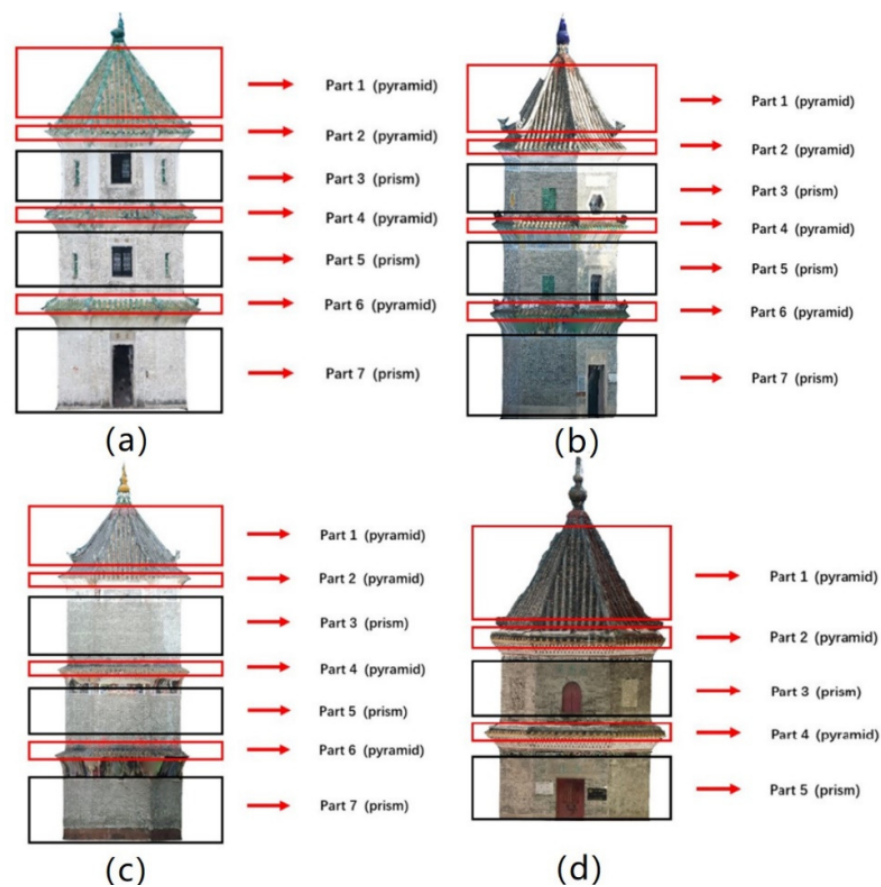 Part 1 (pyramid)
Part 2 (pyramid)
Part 3 (prism)
Part 4 (pyramid)
Part 5 (prism)
Part 6 (pyramid)
Part 7 (prism)
(a)
Part 1 (pyramid)
Part 2 (pyramid)
Part 3 (prism)
Part 4 (pyramid)
Part 5 (prism)
Part 6 (pyramid)
Part 7 (prism)
(b)
Part 1 (pyramid)
Part 2 (pyramid)
Part 3 (prism)
Part 4 (pyramid)
Part 5 (prism)
Part 6 (pyramid)
Part 7 (prism)
(c)
Part 1 (pyramid)
Part 2 (pyramid)
Part 3 (prism)
Part 4 (pyramid)
Part 5 (prism)
(d)